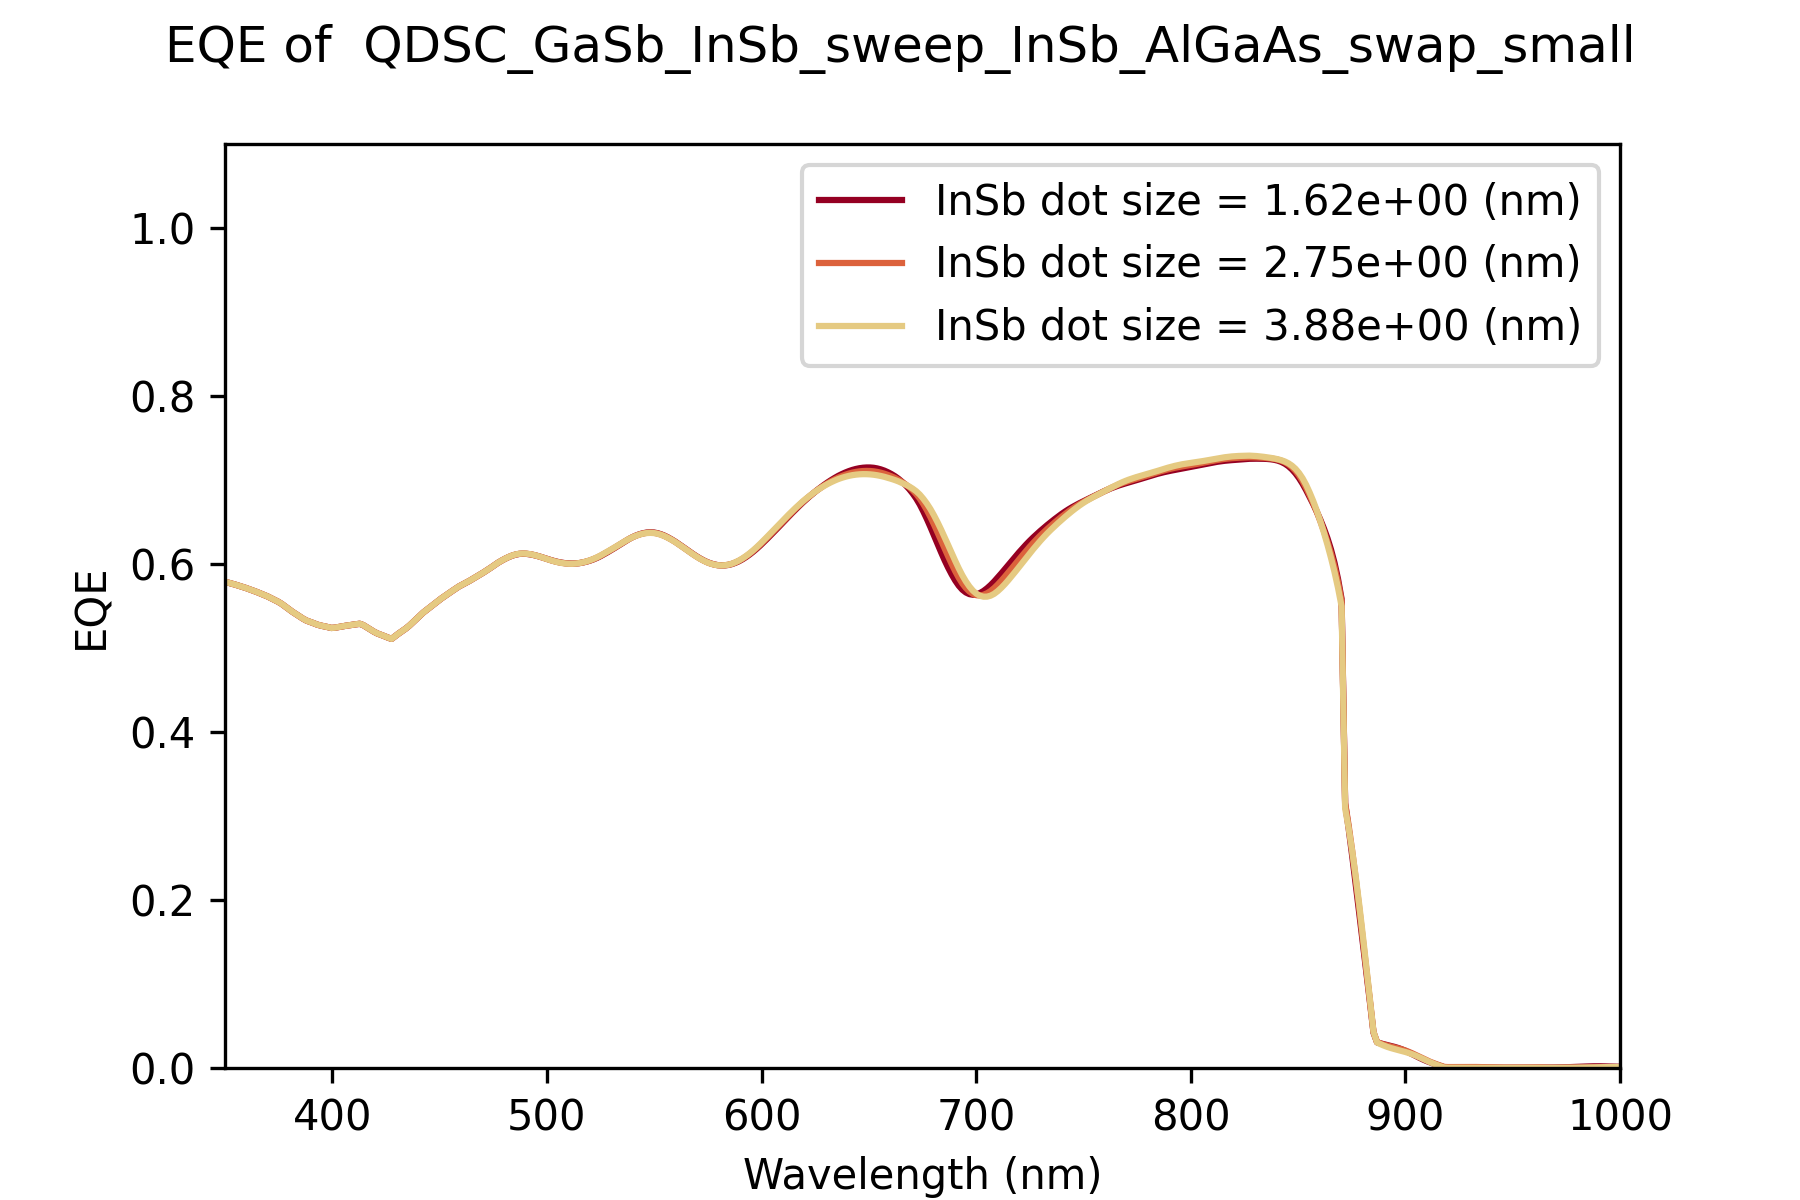 EQE of  QDSC_GaSb_InSb_sweep_InSb_AlGaAs_swap_small
InSb dot size = 1.62e+00 (nm)
InSb dot size = 2.75e+00 (nm)
InSb dot size = 3.88e+00 (nm)
1.0
0.8
0.6
0.4
0.2
0.0
EQE
400 500 600 700 800 900 1000
Wavelength (nm)